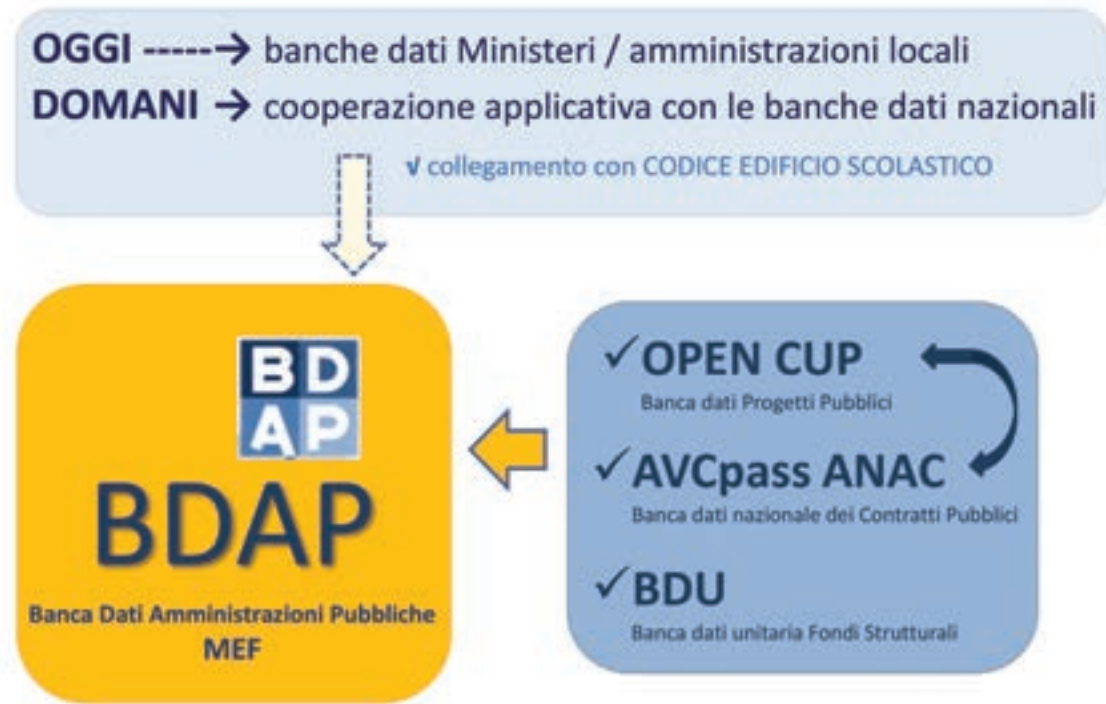 OGGI -----→ banche dati Ministeri / amministrazioni locali
DOMANI → cooperazione applicativa con le banche dati nazionali
√ collegamento con CODICE EDIFICIO SCOLASTICO
BD
AP
BDAP
Banca Dati Amministrazioni Pubbliche
MEF
✓ OPEN CUP
Banca dati Progetti Pubblici
✓ AVCpass ANAC
Banca dati nazionale dei Contratti Pubblici
✓ BDU
Banca dati unitaria Fondi Strutturali